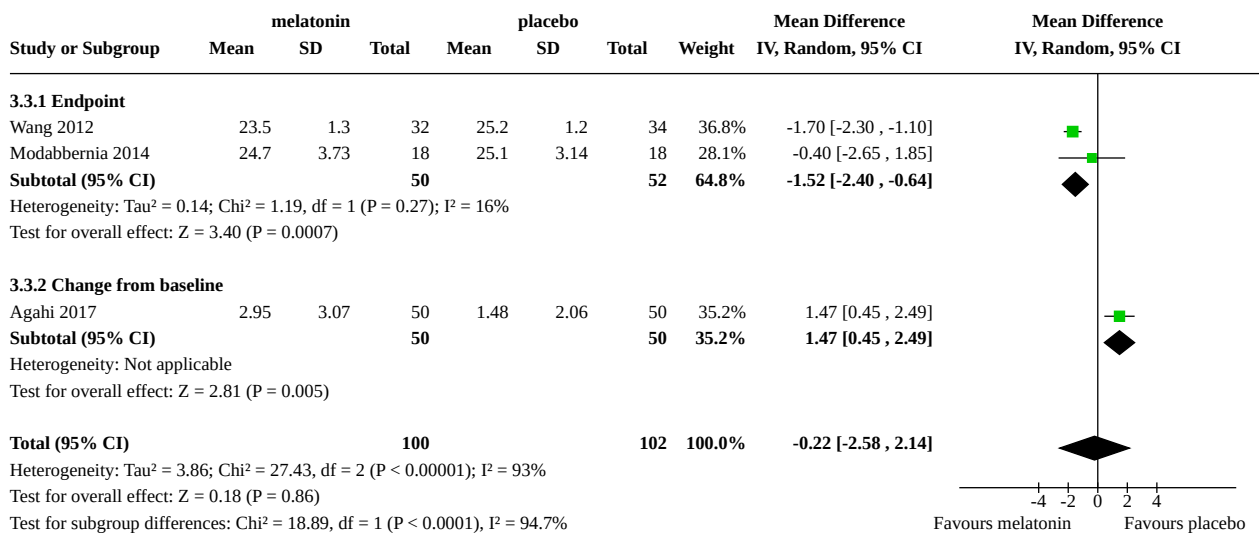 melatonin placebo Mean Difference Mean Difference
Study or Subgroup Mean SD Total Mean SD Total Weight IV, Random, 95% CI IV, Random, 95% CI
3.3.1 Endpoint
Wang 2012 23.5 1.3 32 25.2 1.2 34 36.8% -1.70 [-2.30 , -1.10]
Modabbernia 2014 24.7 3.73 18 25.1 3.14 18 28.1% -0.40 [-2.65 , 1.85]
Subtotal (95% CI) 50 52 64.8% -1.52 [-2.40 , -0.64]
Heterogeneity: Tau² = 0.14; Chi² = 1.19, df = 1 (P = 0.27); I² = 16%
Test for overall effect: Z = 3.40 (P = 0.0007)
3.3.2 Change from baseline
Agahi 2017 2.95 3.07 50 1.48 2.06 50 35.2% 1.47 [0.45 , 2.49]
Subtotal (95% CI) 50 50 35.2% 1.47 [0.45 , 2.49]
Heterogeneity: Not applicable
Test for overall effect: Z = 2.81 (P = 0.005)
Total (95% CI) 100 102 100.0% -0.22 [-2.58 , 2.14]
Heterogeneity: Tau² = 3.86; Chi² = 27.43, df = 2 (P < 0.00001); I² = 93%
Test for overall effect: Z = 0.18 (P = 0.86) -4 -2 0 2 4
Test for subgroup differences: Chi² = 18.89, df = 1 (P < 0.0001), I² = 94.7% Favours melatonin Favours placebo